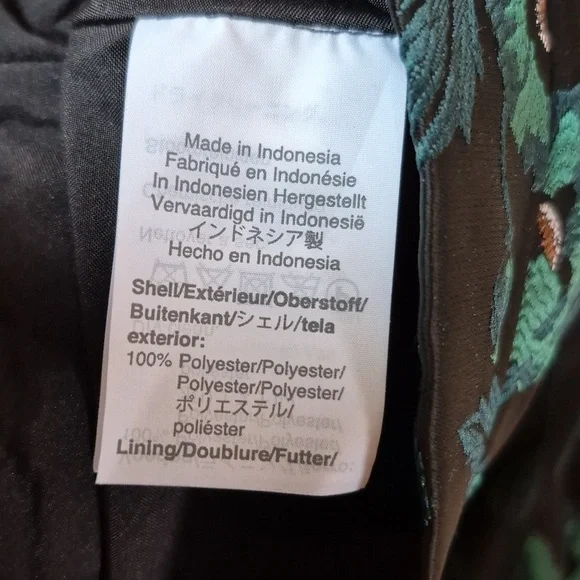 Made in Indonesia
Fabriqué en Indonésie
In Indonesien Hergestellt
Vervaardigd in Indonesië
インドネシア製
Hecho en Indonesia
Shell/Extérieur/Oberstoff/
Buitenkant/シェル/tela
exterior:
100% Polyester/Polyester/
Polyester/Polyester/
ポリエステル/
poliéster
Lining/Doublure/Futter/